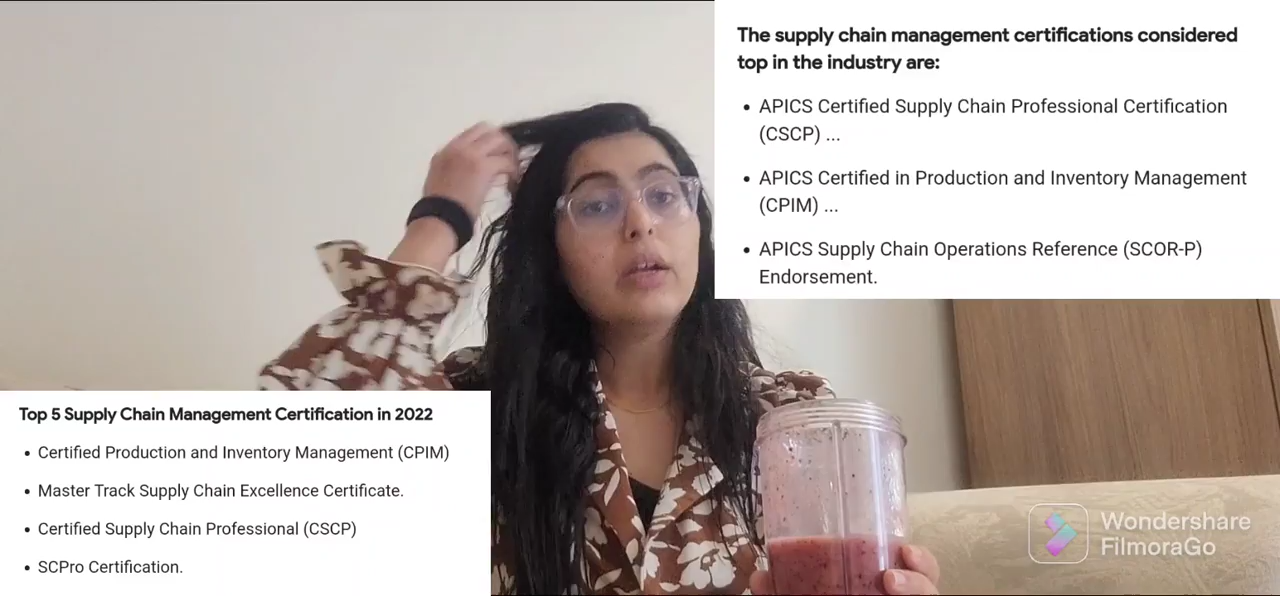 The supply chain management certifications considered
top in the industry are:
• APICS Certified Supply Chain Professional Certification
(CSCP) ...
• APICS Certified in Production and Inventory Management
(CPIM) ...
• APICS Supply Chain Operations Reference (SCOR-P)
Endorsement.
Top 5 Supply Chain Management Certification in 2022
• Certified Production and Inventory Management (CPIM)
• Master Track Supply Chain Excellence Certificate.
• Certified Supply Chain Professional (CSCP)
• SCPro Certification.
Wondershare
FilmoraGo